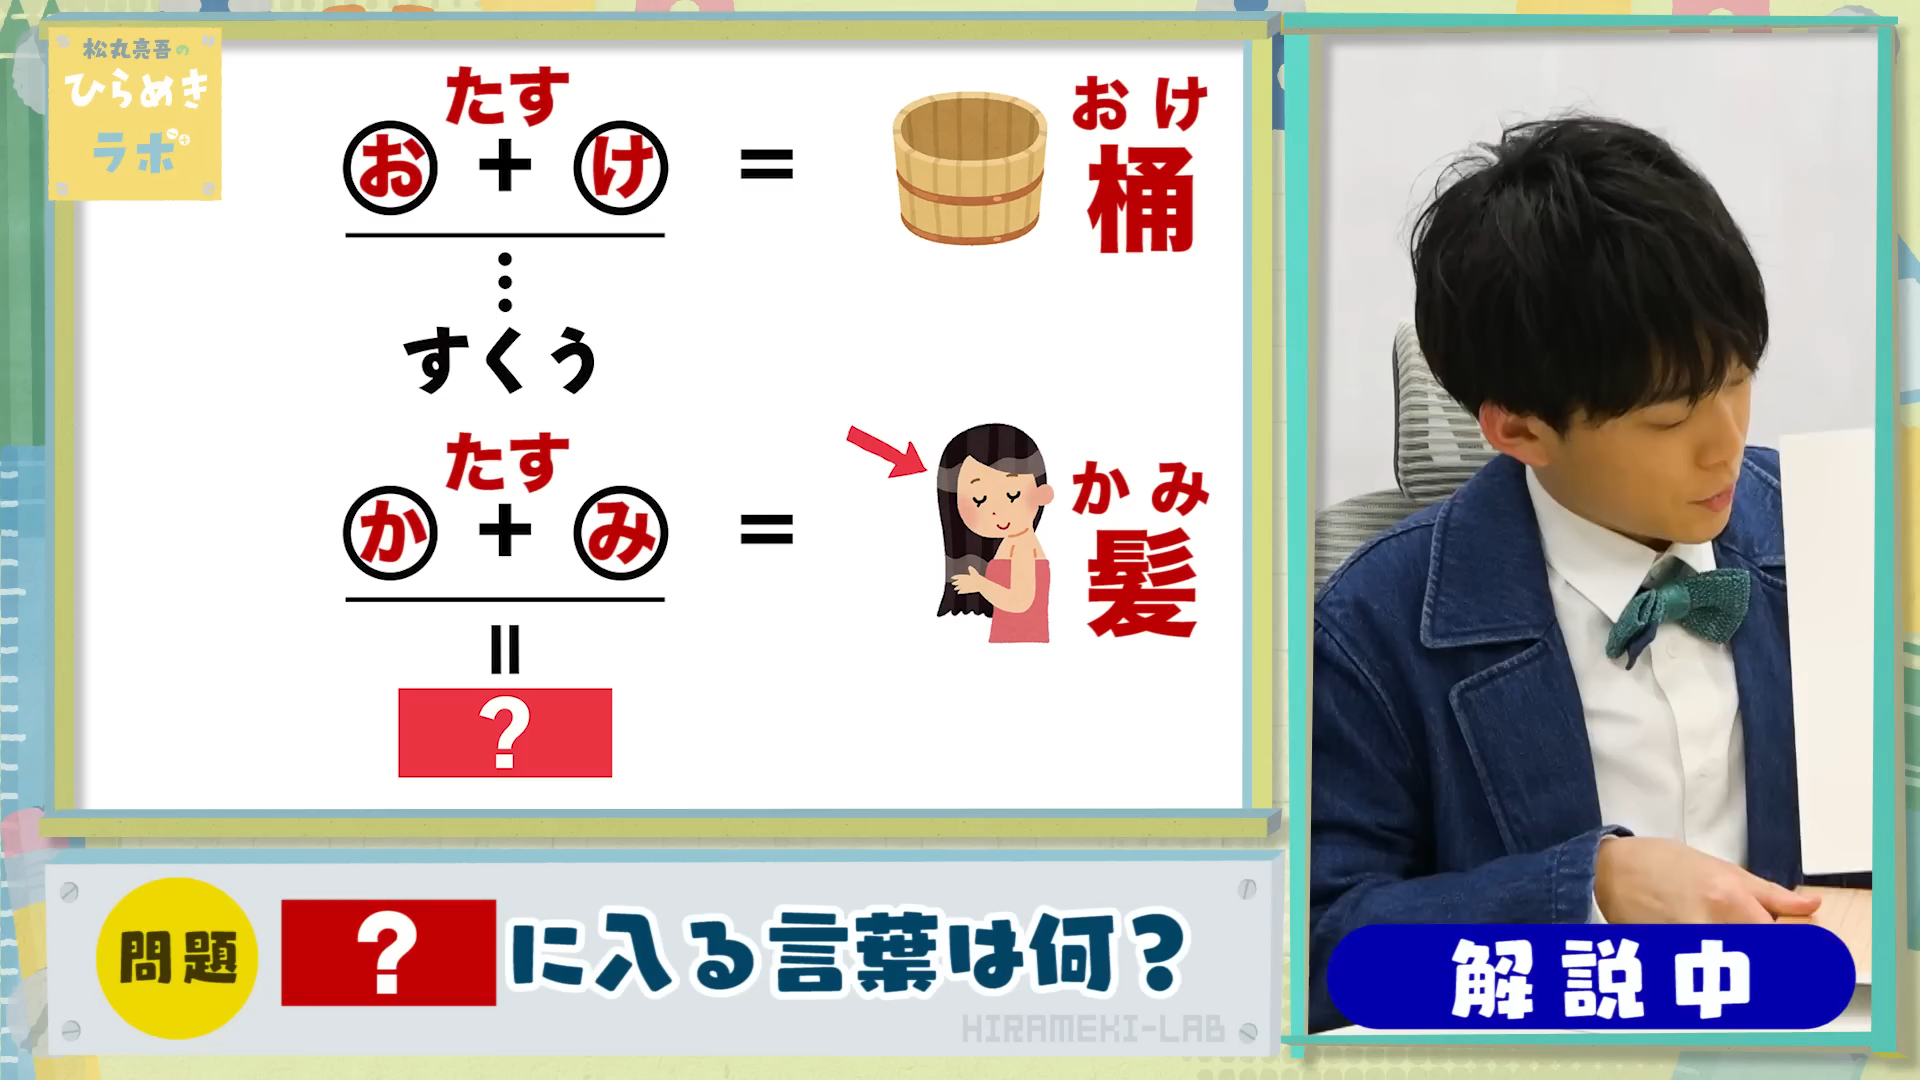 松丸亮吾の
ひらめき
ラボ
たす
お + け = おけ
桶
すくう
たす
か + み = かみ
髪
=
?
問題
?に入る言葉は何?
HIRAMEKI-LAB
解説中